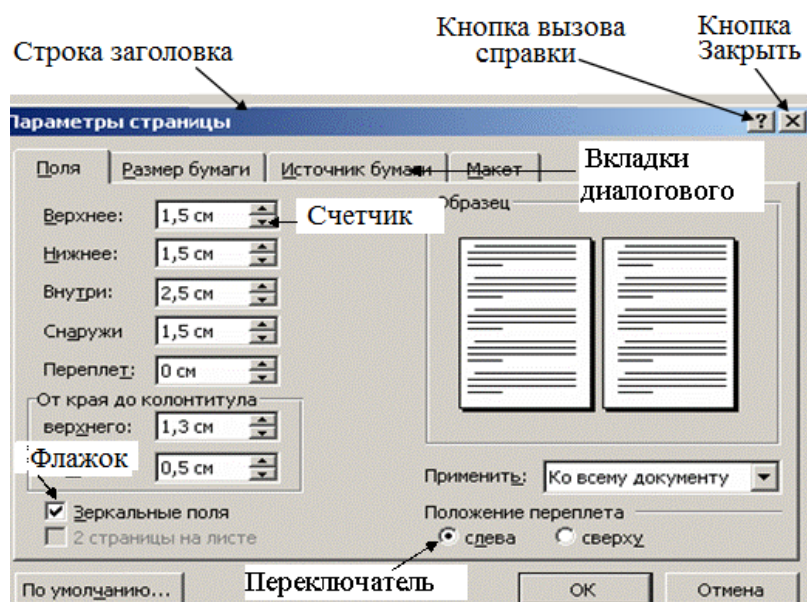 Строка заголовка
Кнопка вызова
справки
Кнопка
Закрыть
Параметры страницы
Поля Размер бумаги Источник бумаги Макет
Вкладки
диалогового
Верхнее: 1,5 см
Счетчик
Образец
Нижнее: 1,5 см
Внутри: 2,5 см
Снаружи 1,5 см
Переплет: 0 см
От края до колонтитула
верхнего: 1,3 см
Флажок
0,5 см
Применить: Ко всему документу
Зеркальные поля
Положение переплета
2 страницы на листе
слева сверху
Переключатель
По умолчанию... ОК Отмена